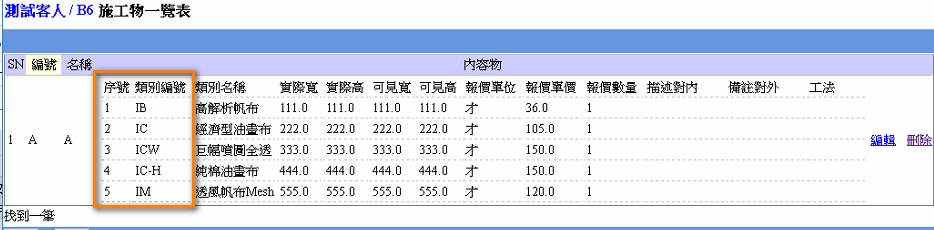 測試客人 / B6 施工物一覽表
SN 編號 名稱 內容物
序號 類別編號 類別名稱 實際寬 實際高 可見寬 可見高 報價單位 報價單價 報價數量 描述對內 備註對外 工法
1 IB 高解析帆布 111.0 111.0 111.0 111.0 才 36.0 1
2 IC 經濟型油畫布 222.0 222.0 222.0 222.0 才 105.0 1
1 A A 3 ICW 巨幅噴圖全透 333.0 333.0 333.0 333.0 才 150.0 1 編輯 刪除
4 IC-H 純棉油畫布 444.0 444.0 444.0 444.0 才 150.0 1
5 IM 透風帆布Mesh 555.0 555.0 555.0 555.0 才 120.0 1
找到一筆